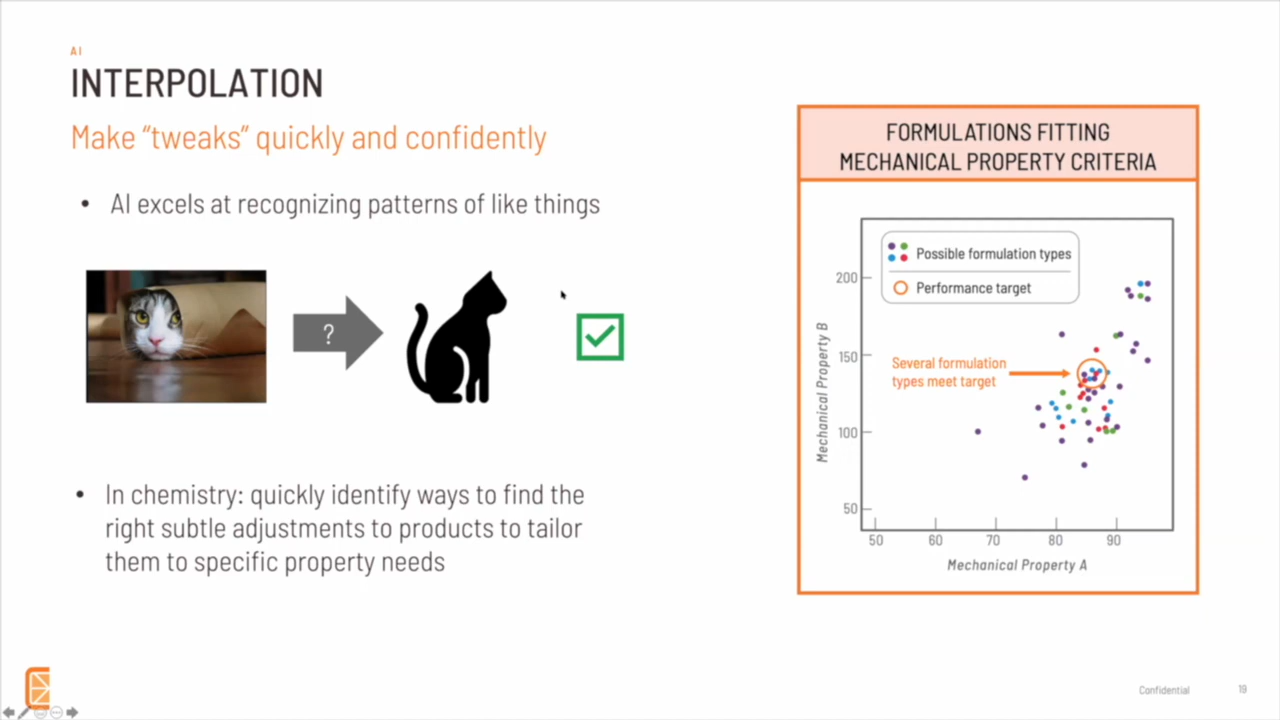 AI
INTERPOLATION
Make “tweaks” quickly and confidently
• AI excels at recognizing patterns of like things
?
• In chemistry: quickly identify ways to find the
right subtle adjustments to products to tailor
them to specific property needs
FORMULATIONS FITTING
MECHANICAL PROPERTY CRITERIA
Possible formulation types
Performance target
Several formulation
types meet target
Mechanical Property B
200
150
100
50
50 60 70 80 90
Mechanical Property A
Confidential 19